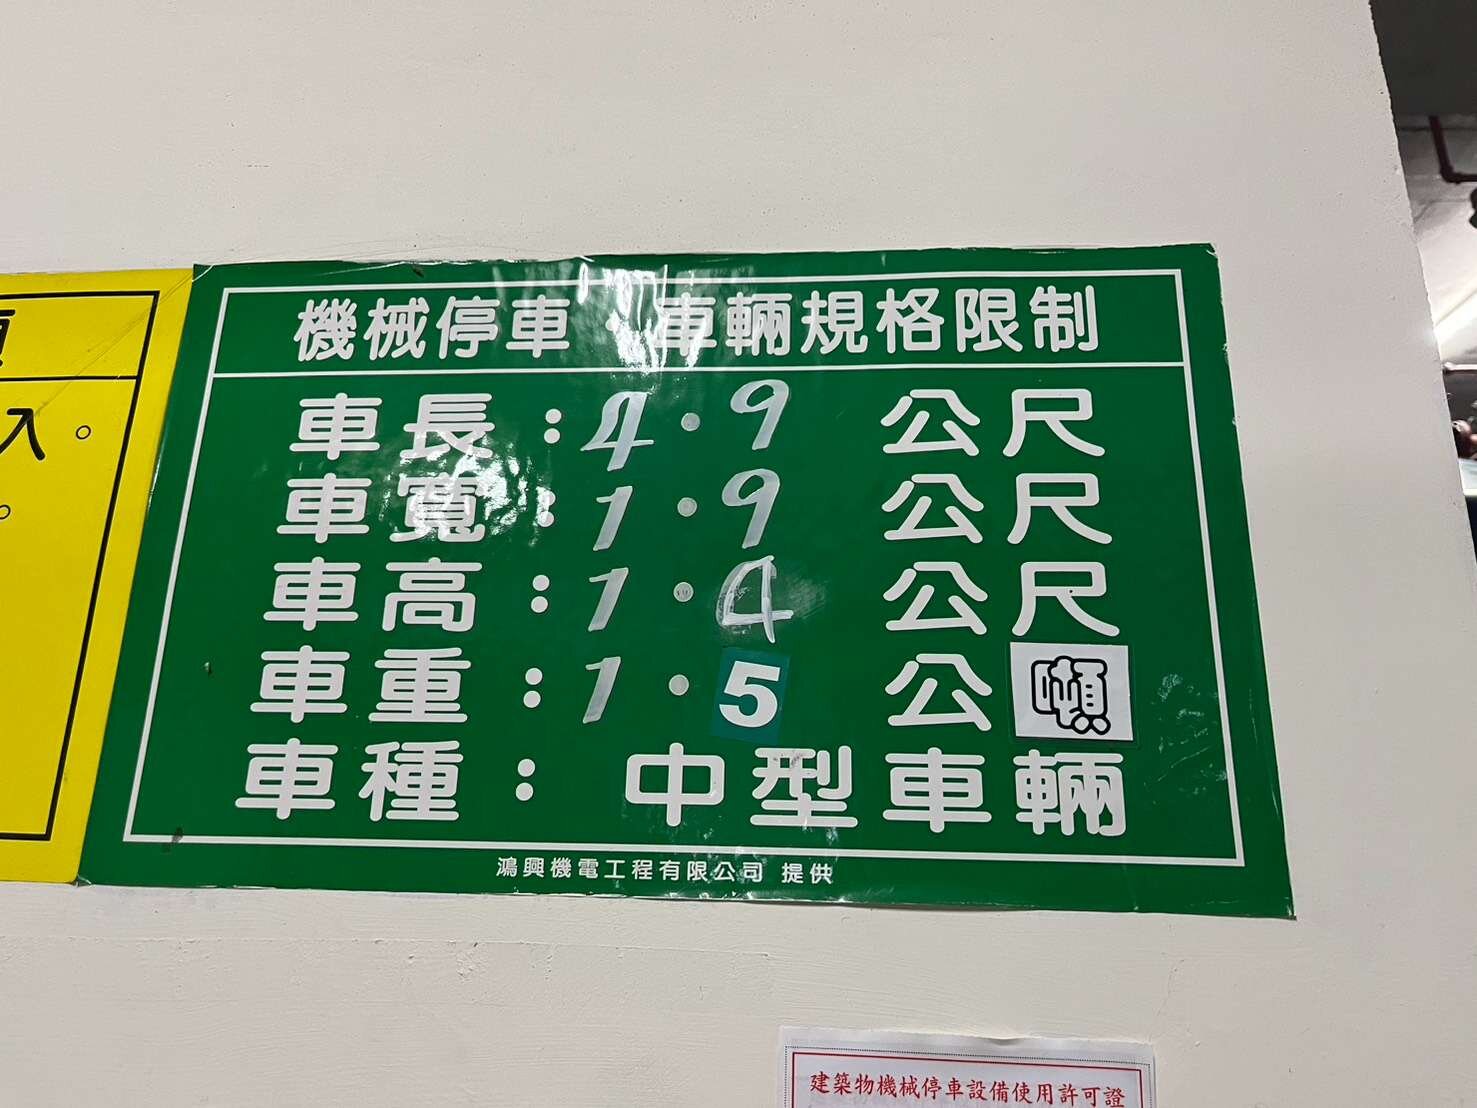 入。
。
機械停車．車輛規格限制
車長：4.9 公尺
車寬：1.9 公尺
車高：1.4 公尺
車重：1.5 公噸
車種：中型車輛
鴻興機電工程有限公司 提供
建築物機械停車設備使用許可證